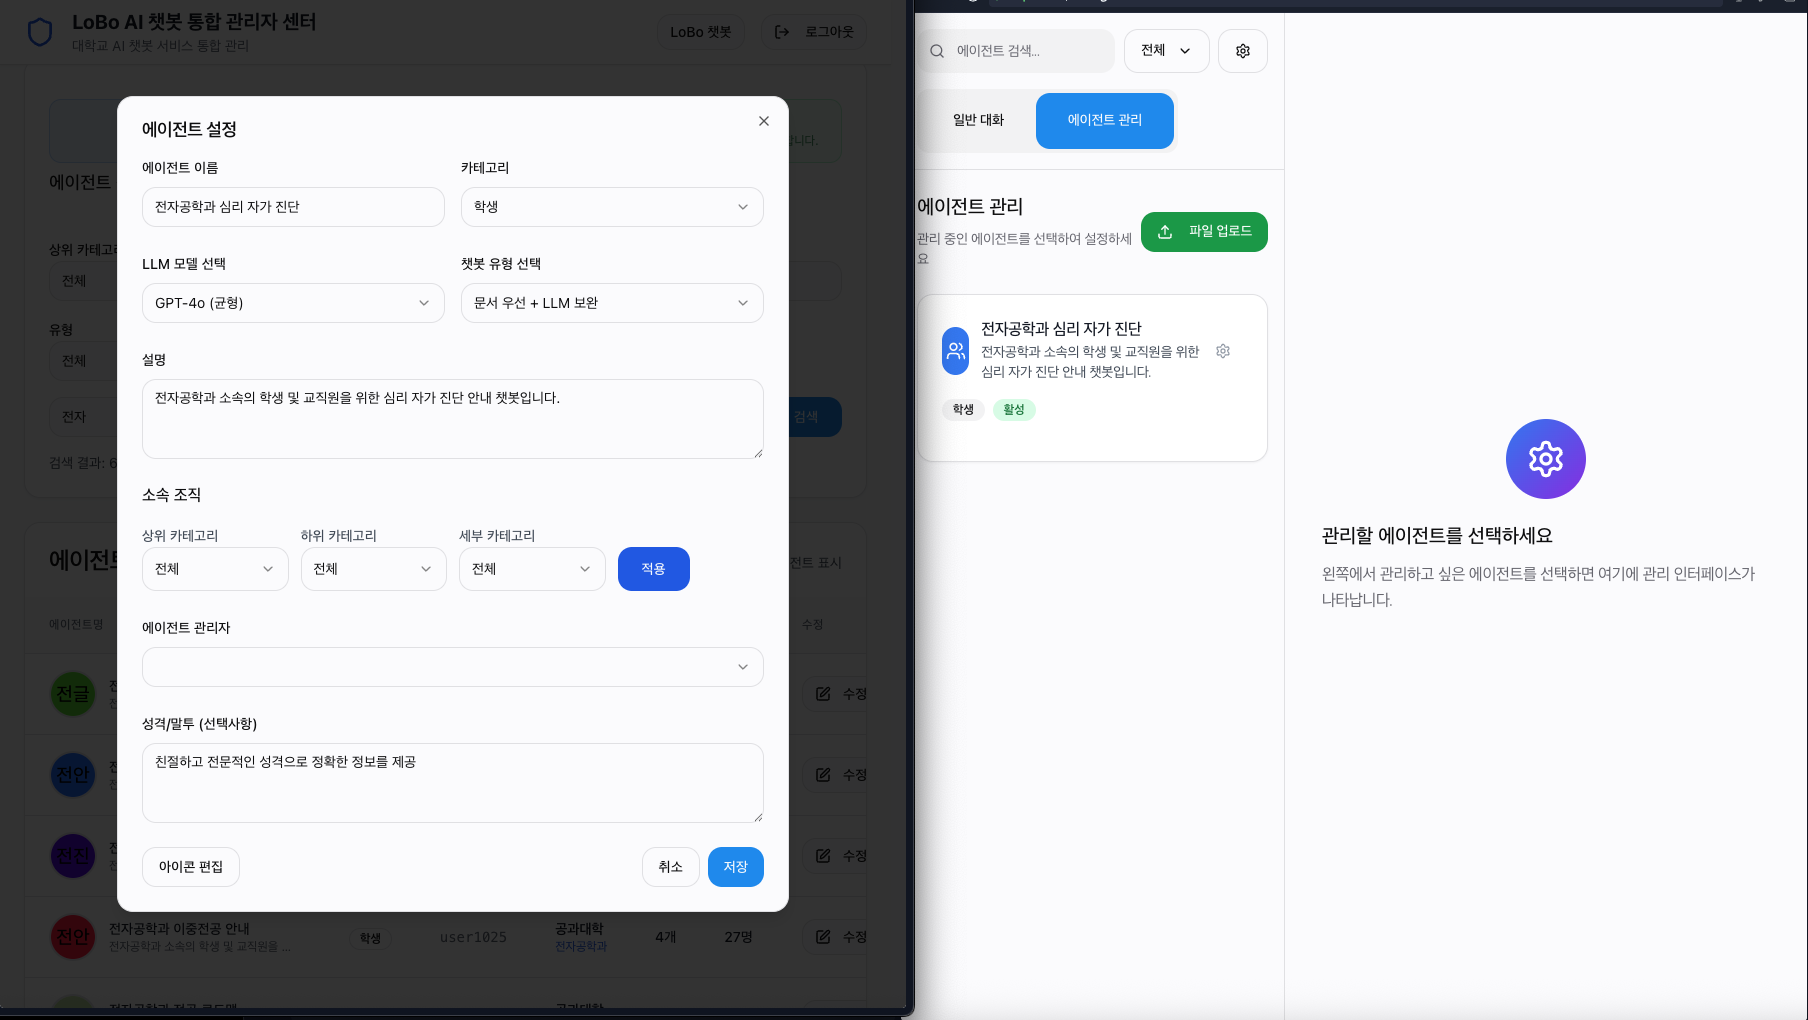 LoBo AI 챗봇 통합 관리자 센터
대학교 AI 챗봇 서비스 통합 관리
LoBo 챗봇
로그아웃
에이전트
상위 카테고리
전체
유형
전체
전자
검색
검색 결과: 6
니다.
에이전트
전트 표시
에이전트명
수정
에이전트 설정
에이전트 이름
카테고리
전자공학과 심리 자가 진단
학생
LLM 모델 선택
챗봇 유형 선택
GPT-4o (균형)
문서 우선 + LLM 보완
설명
전자공학과 소속의 학생 및 교직원을 위한 심리 자가 진단 안내 챗봇입니다.
소속 조직
상위 카테고리
하위 카테고리
세부 카테고리
전체
전체
전체
적용
에이전트 관리자
성격/말투 (선택사항)
친절하고 전문적인 성격으로 정확한 정보를 제공
아이콘 편집
취소
저장
전글
수정
전안
수정
전진
수정
전안
전자공학과 이중전공 안내
전자공학과 소속의 학생 및 교직원을 ...
학생
user1025
공과대학
전자공학과
4개
27명
수정
공과대학
에이전트 검색...
전체
일반 대화
에이전트 관리
에이전트 관리
관리 중인 에이전트를 선택하여 설정하세
요
파일 업로드
전자공학과 심리 자가 진단
전자공학과 소속의 학생 및 교직원을 위한
심리 자가 진단 안내 챗봇입니다.
학생
활성
관리할 에이전트를 선택하세요
왼쪽에서 관리하고 싶은 에이전트를 선택하면 여기에 관리 인터페이스가
나타납니다.